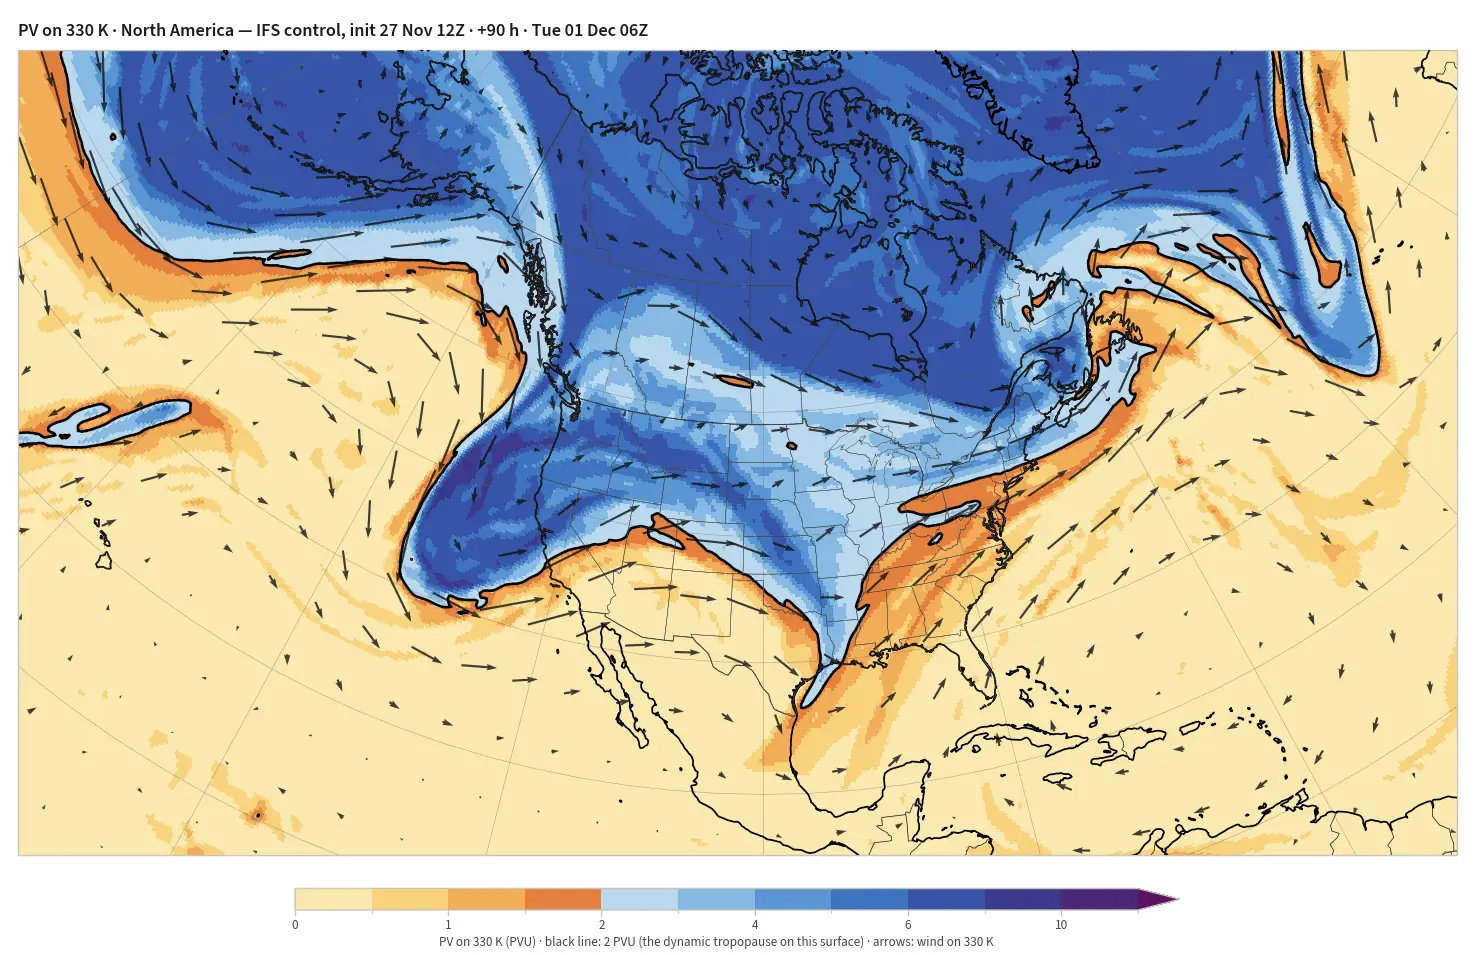 PV on 330 K · North America — IFS control, init 27 Nov 12Z · +90 h · Tue 01 Dec 06Z
0 1 2 4 6 10
PV on 330 K (PVU) · black line: 2 PVU (the dynamic tropopause on this surface) · arrows: wind on 330 K